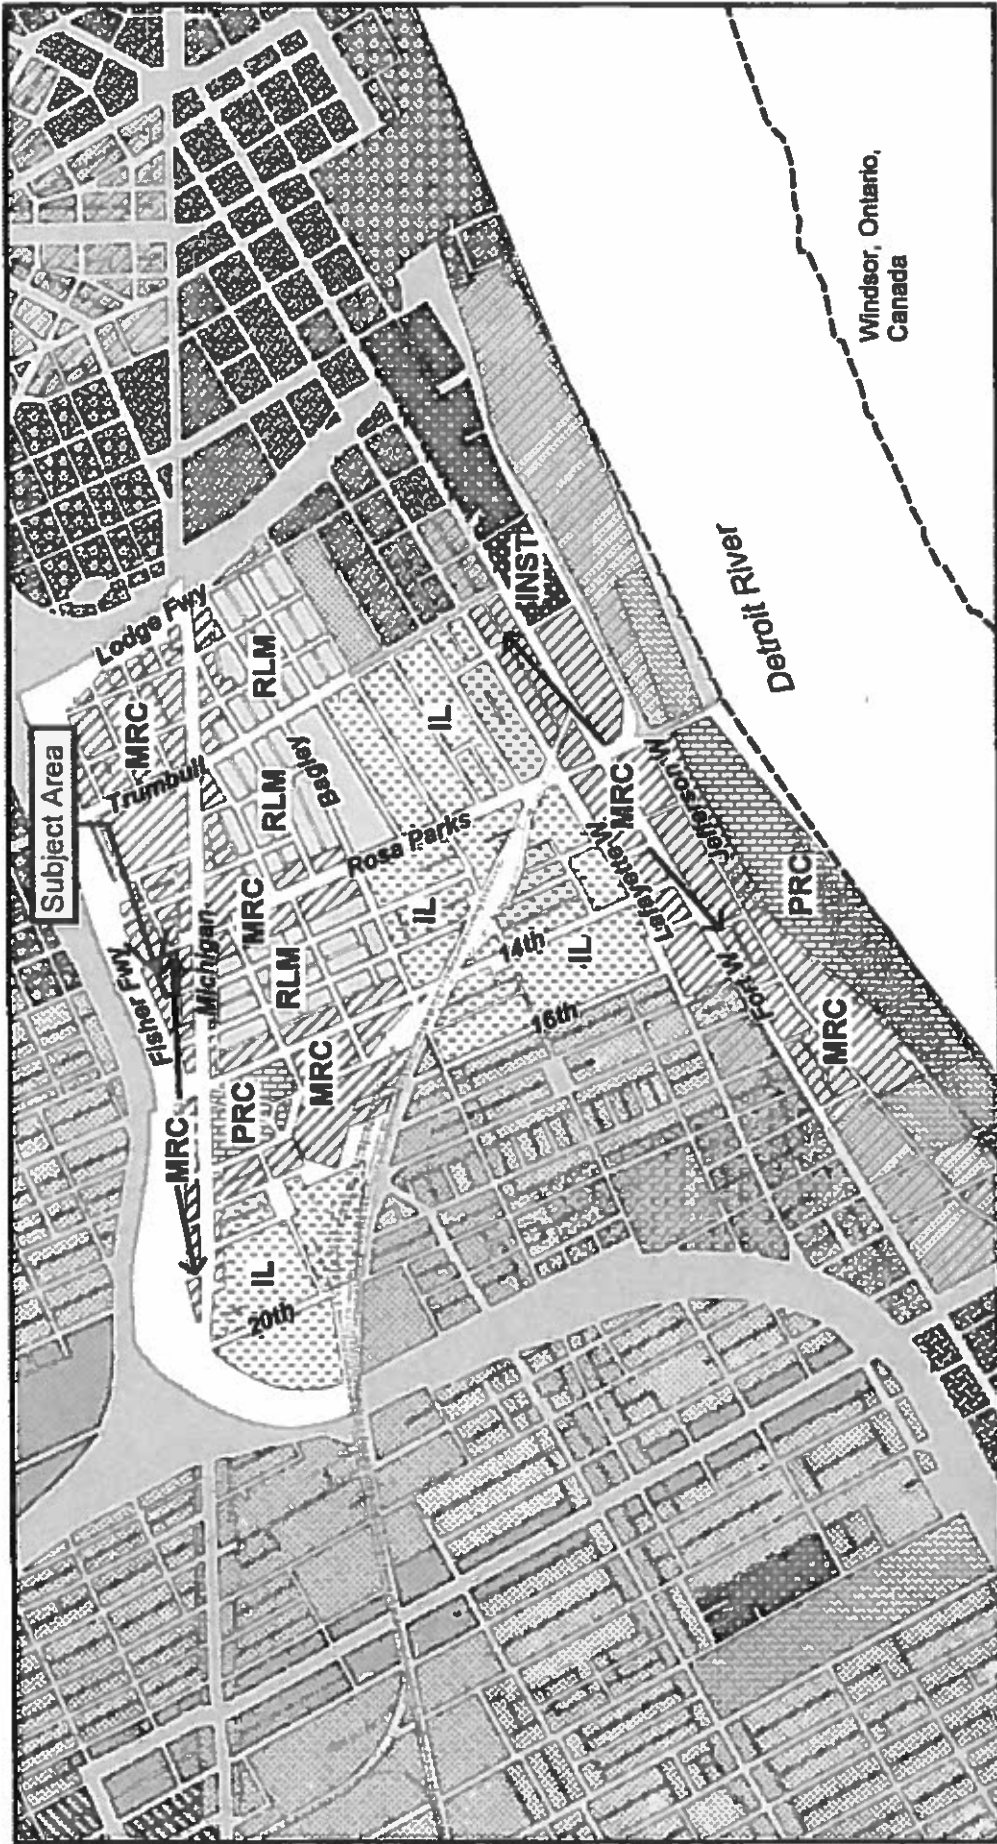 Subject Area
Lodge Fwy
MRC
Trumbull
RLM
Fisher Fwy
Michigan
MRC
RLM
Bagley
IL
INST
Rosa Parks
RLM
IL
MRC
PRC
MRC
14th
IL
Lafayette W
MRC
Jefferson W
16th
Fort W
PRC
MRC
IL
20th
Detroit River
Windsor, Ontario,
Canada